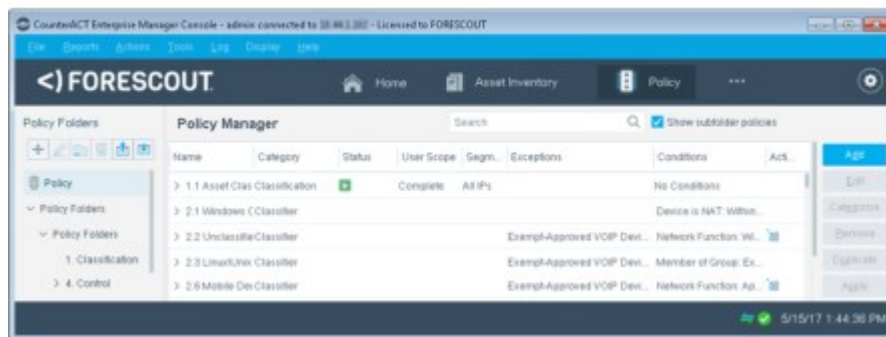 CounterACT Enterprise Manager Console - admin connected to - Licensed to FORESCOUT
File Reports Actions Tools Log Display Help
<) FORESCOUT. Home Asset Inventory Policy •••
Policy Folders
Policy Manager Search Show subfolder policies
Name Category Status User Scope Segm... Exceptions Conditions Acti...
Add
Policy
> 1.1 Asset Clas Classification Complete All IPs No Conditions
Edit
Policy Folders
> 2.1 Windows C Classifier Device is NAT: Within...
Categorize
Policy Folders
> 2.2 Unclassifie Classifier Exempt-Approved VOIP Devi... Network Function: Wi...
Remove
1. Classification
> 2.3 Linux/Unix Classifier Exempt-Approved VOIP Devi... Member of Group: Ex...
Duplicate
> 4. Control
> 2.6 Mobile Dev Classifier Exempt-Approved VOIP Devi... Network Function: Ap...
Apply
5/15/17 1:44:36 PM